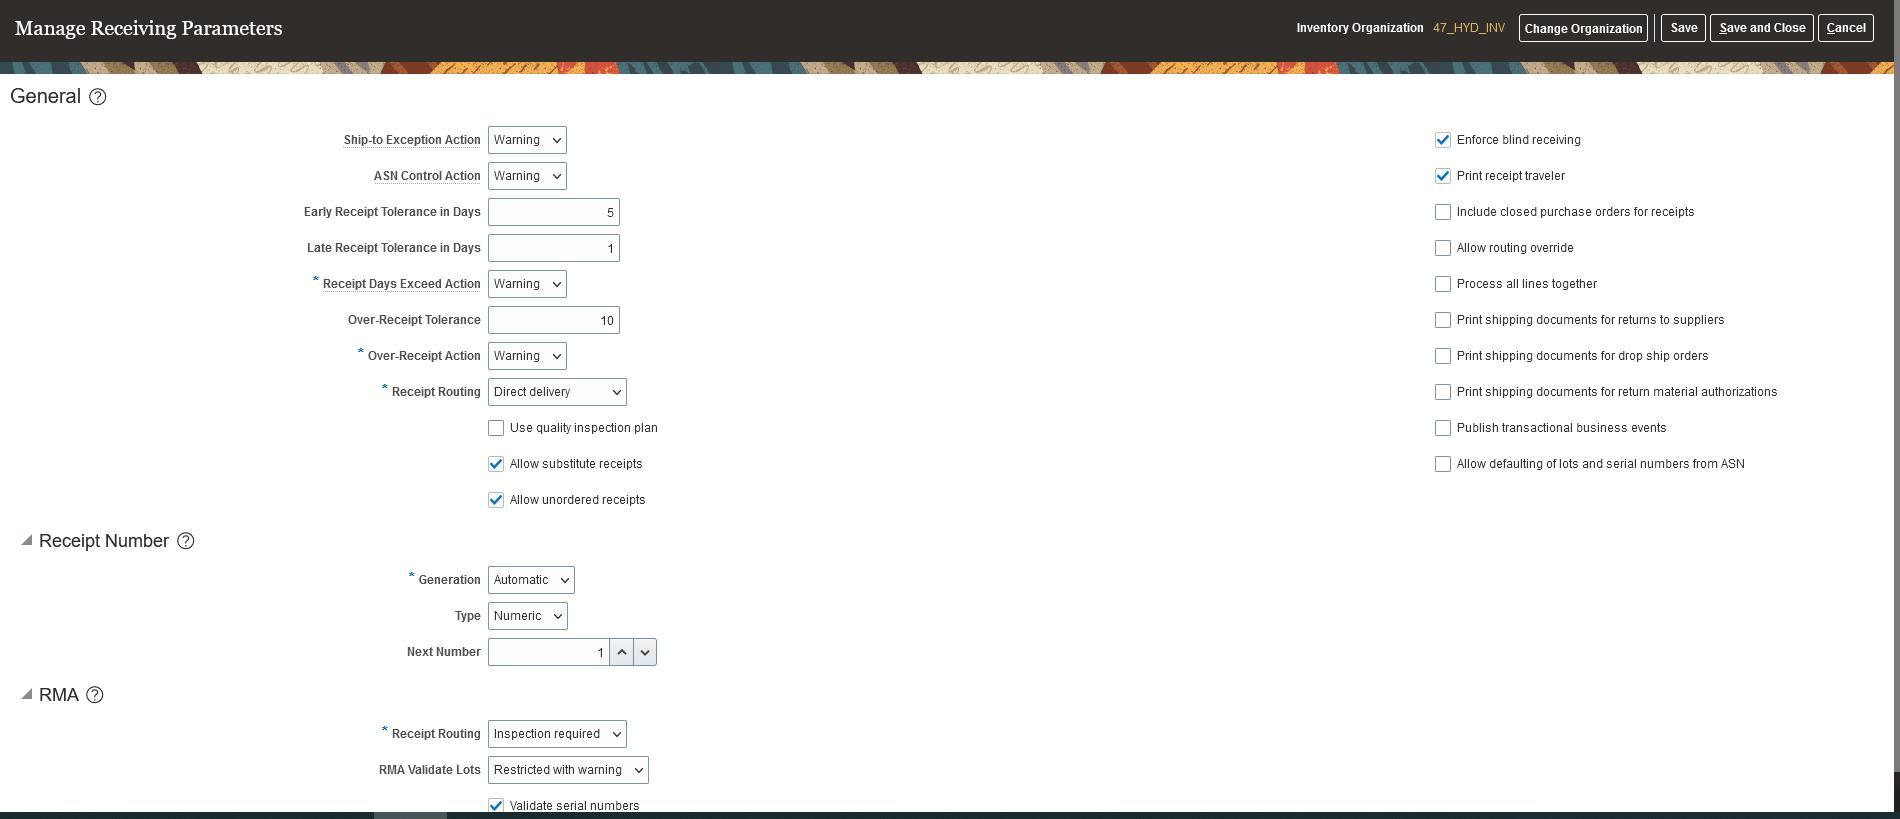 Manage Receiving Parameters
Inventory Organization 47_HYD_INV Change Organization Save Save and Close Cancel
General ?
Ship-to Exception Action Warning
Enforce blind receiving
ASN Control Action Warning
Print receipt traveler
Early Receipt Tolerance in Days 5
Include closed purchase orders for receipts
Late Receipt Tolerance in Days 1
Allow routing override
* Receipt Days Exceed Action Warning
Process all lines together
Over-Receipt Tolerance 10
Print shipping documents for returns to suppliers
* Over-Receipt Action Warning
Print shipping documents for drop ship orders
* Receipt Routing Direct delivery
Print shipping documents for return material authorizations
Use quality inspection plan
Publish transactional business events
Allow substitute receipts
Allow defaulting of lots and serial numbers from ASN
Allow unordered receipts
Receipt Number ?
* Generation Automatic
Type Numeric
Next Number 1
RMA ?
* Receipt Routing Inspection required
RMA Validate Lots Restricted with warning
Validate serial numbers